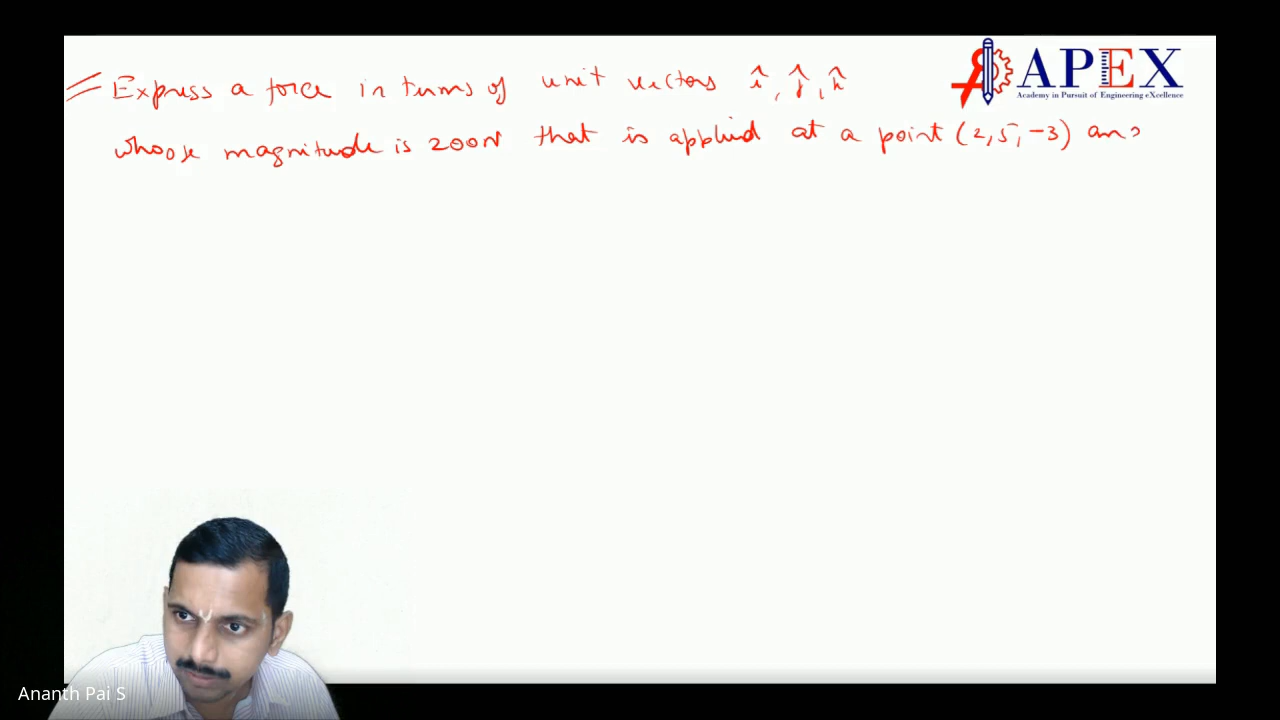 APEX
Academy in Pursuit of Engineering eXcellence
Express a force in terms of unit vectors î, ĵ, k̂
whose magnitude is 200N that is applied at a point (2,5,-3) an
Ananth Pai S